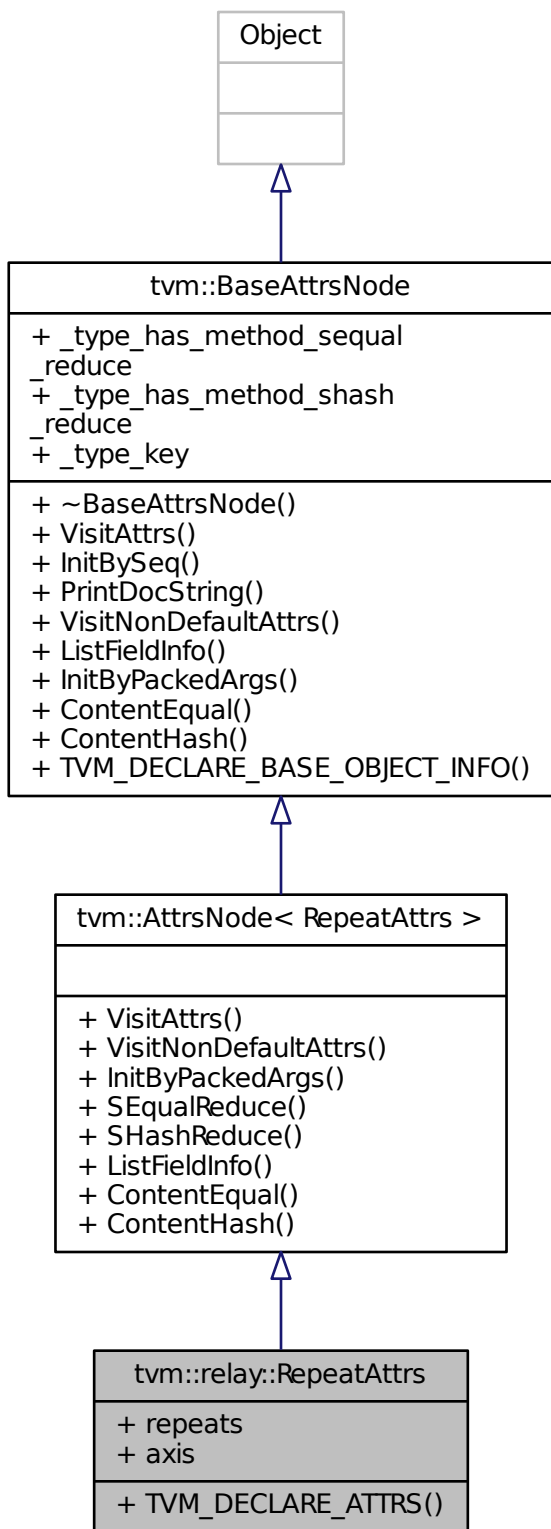 Object
tvm::BaseAttrsNode
+ _type_has_method_sequal
_reduce
+ _type_has_method_shash
_reduce
+ _type_key
+ ~BaseAttrsNode()
+ VisitAttrs()
+ InitBySeq()
+ PrintDocString()
+ VisitNonDefaultAttrs()
+ ListFieldInfo()
+ InitByPackedArgs()
+ ContentEqual()
+ ContentHash()
+ TVM_DECLARE_BASE_OBJECT_INFO()
tvm::AttrsNode< RepeatAttrs >
+ VisitAttrs()
+ VisitNonDefaultAttrs()
+ InitByPackedArgs()
+ SEqualReduce()
+ SHashReduce()
+ ListFieldInfo()
+ ContentEqual()
+ ContentHash()
tvm::relay::RepeatAttrs
+ repeats
+ axis
+ TVM_DECLARE_ATTRS()